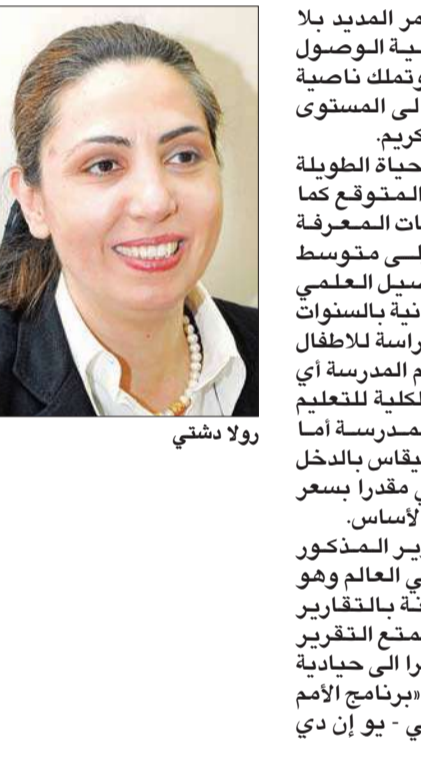 مر المديد بلا
ية الوصول
وتملك ناصية
لى المستوى
كريم.
حياة الطويلة
المتوقع كما
ات المعرفة
لى متوسط
صيل العلمي
انية بالسنوات
راسة للاطفال
م المدرسة أي
لكلية للتعليم
مدرسة أما
يقاس بالدخل
ي مقدرا بسعر
لأساس.
ير المذكور
ي العالم وهو
نة بالتقارير
متع التقرير
را الى حيادية
«برنامج الأمم
ي - يو إن دي
رولا دشتي